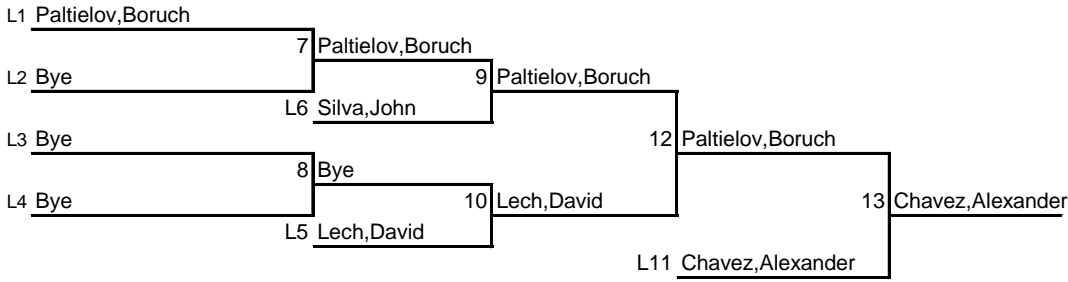 L1 Paltielov,Boruch
7 Paltielov,Boruch
L2 Bye
9 Paltielov,Boruch
L6 Silva,John
L3 Bye
12 Paltielov,Boruch
8 Bye
L4 Bye
10 Lech,David
13 Chavez,Alexander
L5 Lech,David
L11 Chavez,Alexander